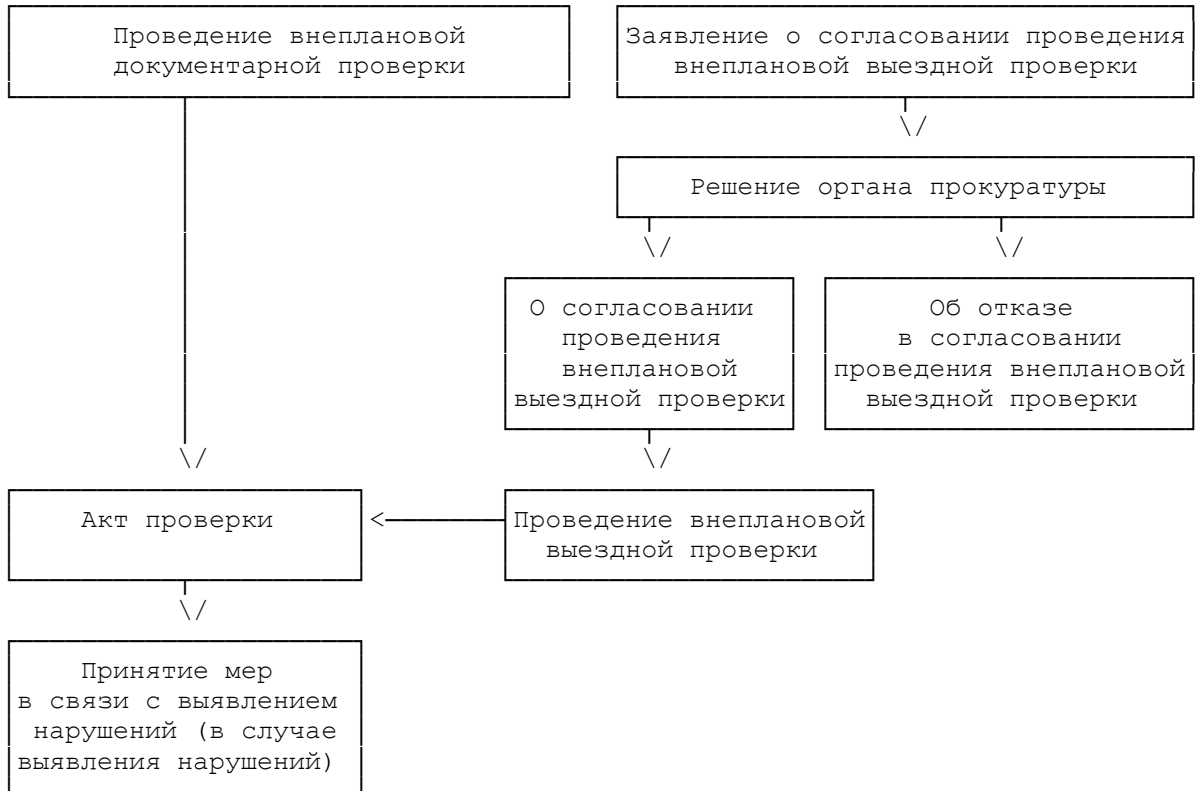 Проведение внеплановой
документарной проверки
Заявление о согласовании проведения
внеплановой выездной проверки
Решение органа прокуратуры
О согласовании
проведения
внеплановой
выездной проверки
Об отказе
в согласовании
проведения внеплановой
выездной проверки
Акт проверки
Проведение внеплановой
выездной проверки
Принятие мер
в связи с выявлением
нарушений (в случае
выявления нарушений)